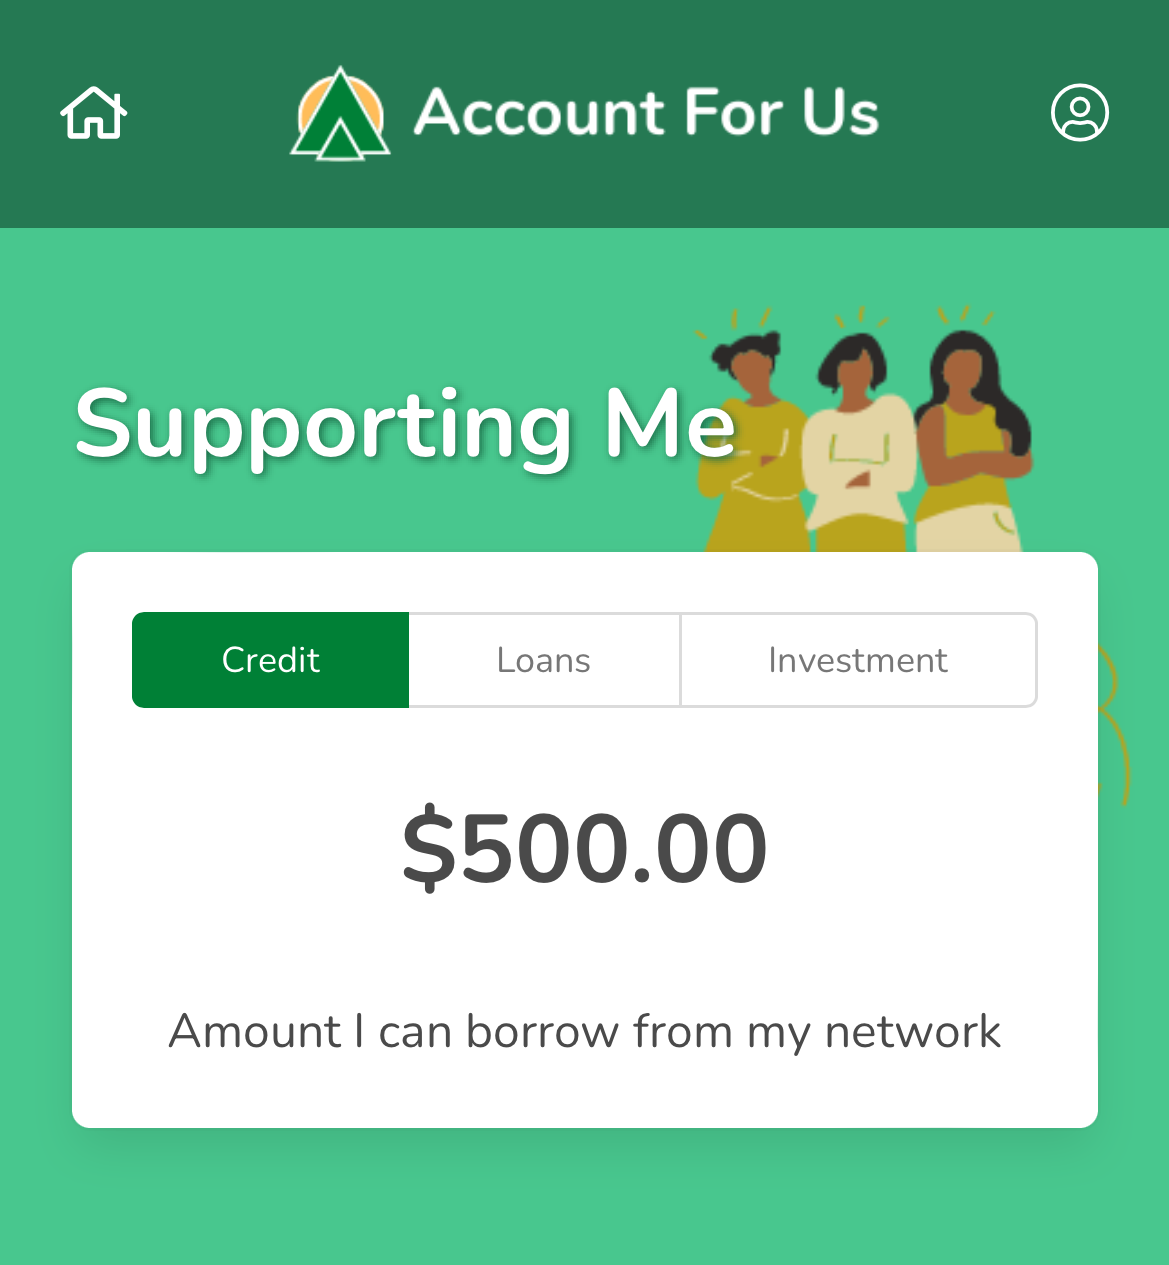 Account For Us
Supporting Me
Credit Loans Investment
$500.00
Amount I can borrow from my network